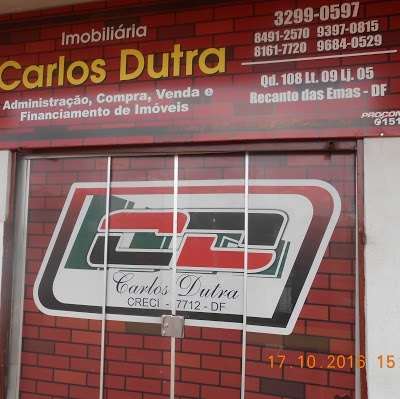 Imobiliária
Carlos Dutra
Administração, Compra, Venda e
Financiamento de Imóveis
3299-0597
8491-2570 9397-0815
8161-7720 9684-0529
Qd. 108 Lt. 09 Lj. 05
Recanto das Emas - DF
PROCON
151
Carlos Dutra
CRECI - 7712 - DF
17.10.2016 15